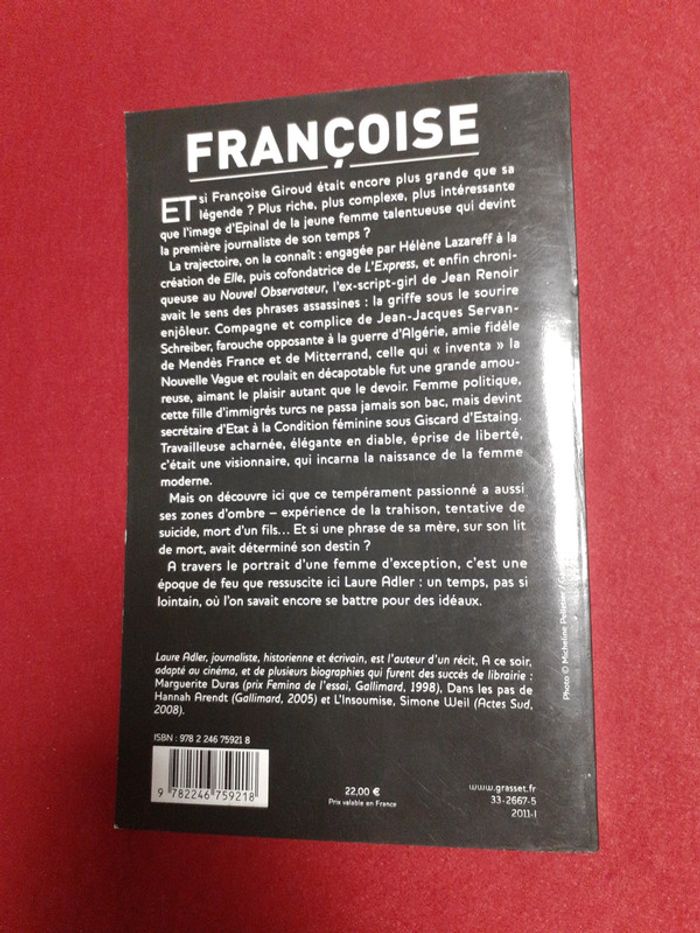 FRANÇOISE
ET si Françoise Giroud était encore plus grande que sa
légende ? Plus riche, plus complexe, plus intéressante
que l'image d'Epinal de la jeune femme talentueuse qui devint
la première journaliste de son temps ?
La trajectoire, on la connaît : engagée par Hélène Lazareff à la
création de Elle, puis cofondatrice de L'Express, et enfin chroni-
queuse au Nouvel Observateur, l'ex-script-girl de Jean Renoir
avait le sens des phrases assassines : la griffe sous le sourire
enjôleur. Compagne et complice de Jean-Jacques Servan-
Schreiber, farouche opposante à la guerre d'Algérie, amie fidèle
de Mendès France et de Mitterrand, celle qui « inventa » la
Nouvelle Vague et roulait en décapotable fut une grande amou-
reuse, aimant le plaisir autant que le devoir. Femme politique,
cette fille d'immigrés turcs ne passa jamais son bac, mais devint
secrétaire d'Etat à la Condition féminine sous Giscard d'Estaing.
Travailleuse acharnée, élégante en diable, éprise de liberté,
c'était une visionnaire, qui incarna la naissance de la femme
moderne.
Mais on découvre ici que ce tempérament passionné a aussi
ses zones d'ombre – expérience de la trahison, tentative de
suicide, mort d'un fils... Et si une phrase de sa mère, sur son lit
de mort, avait déterminé son destin ?
A travers le portrait d'une femme d'exception, c'est une
époque de feu que ressuscite ici Laure Adler : un temps, pas si
lointain, où l'on savait encore se battre pour des idéaux.
Laure Adler, journaliste, historienne et écrivain, est l'auteur d'un récit, A ce soir,
adapté au cinéma, et de plusieurs biographies qui furent des succès de librairie :
Marguerite Duras (prix Femina de l'essai, Gallimard, 1998), Dans les pas de
Hannah Arendt (Gallimard, 2005) et L'Insoumise, Simone Weil (Actes Sud,
2008).
ISBN : 978 2 246 75921 8
9 782246 759218
22,00 €
Prix valable en France
www.grasset.fr
33-2667-5
2011-I
Photo © Micheline Pelletier /